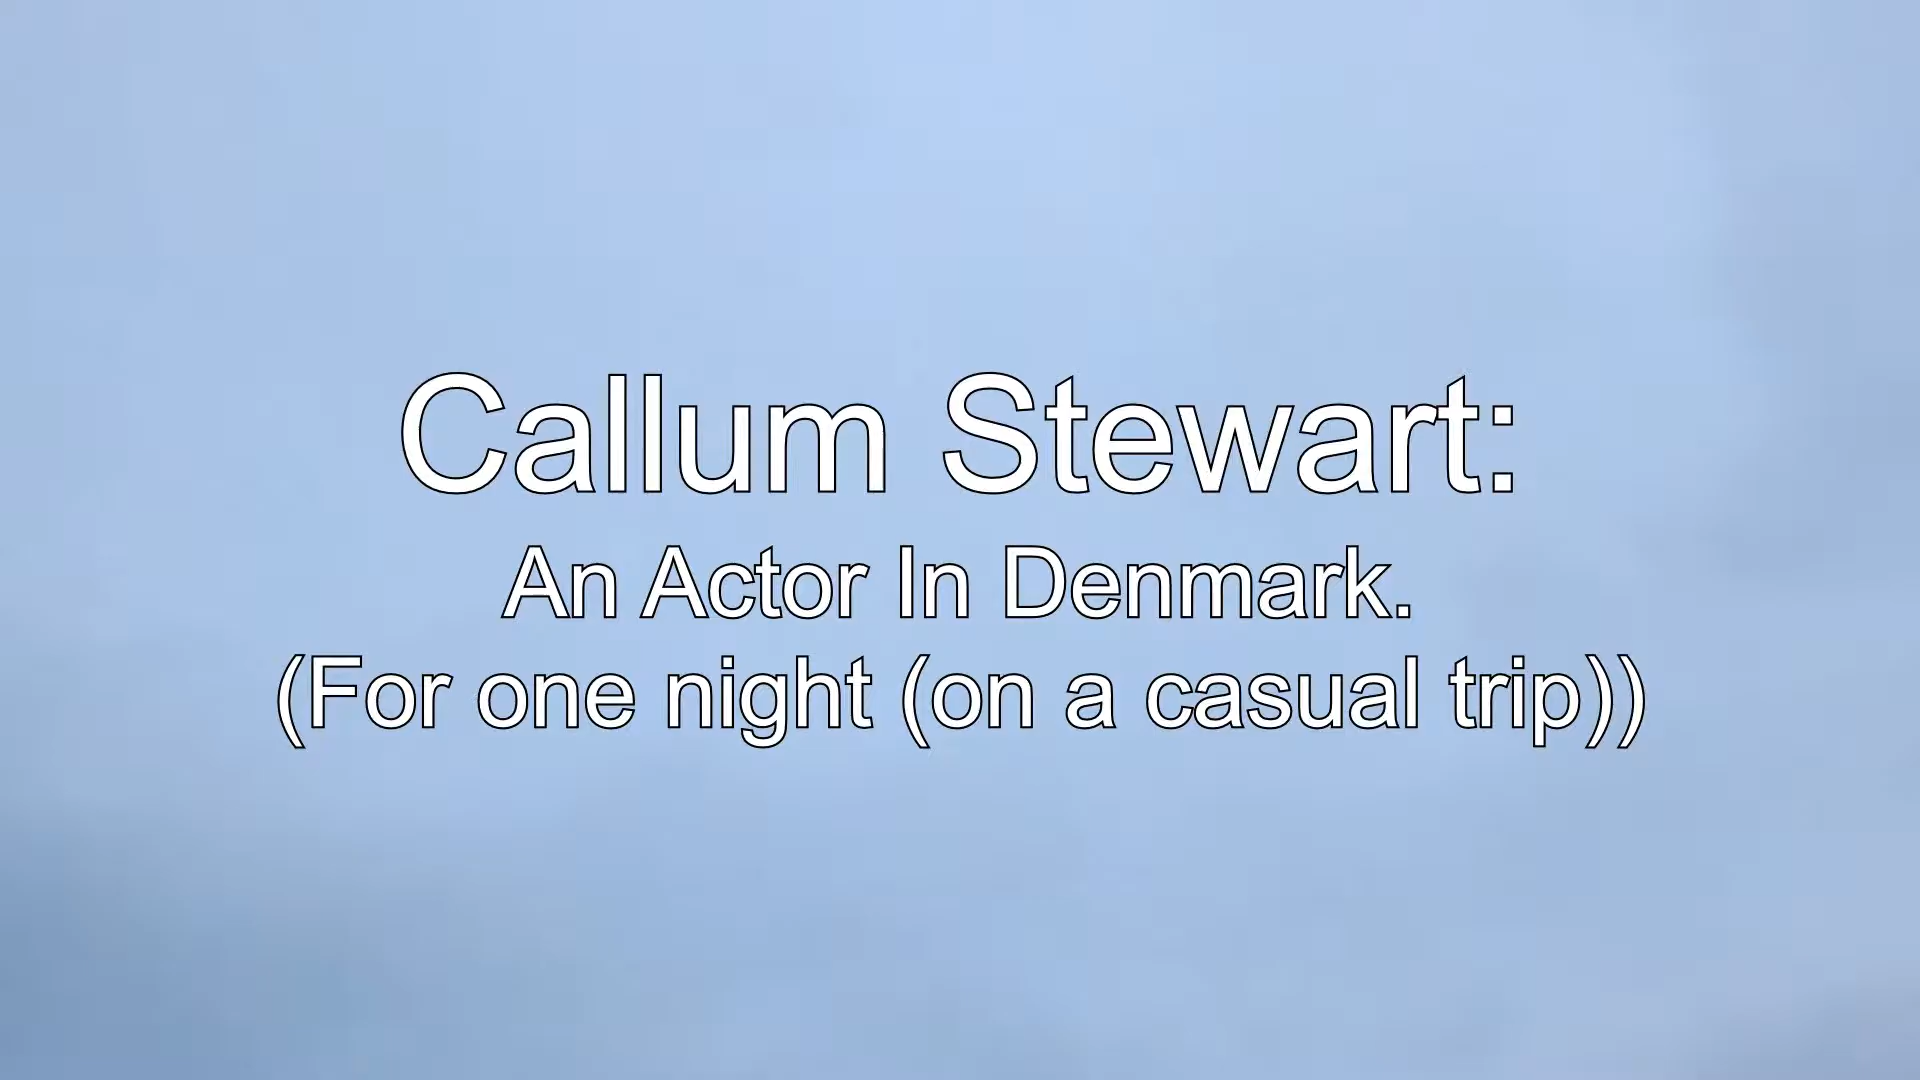 Callum Stewart:
An Actor In Denmark.
(For one night (on a casual trip))